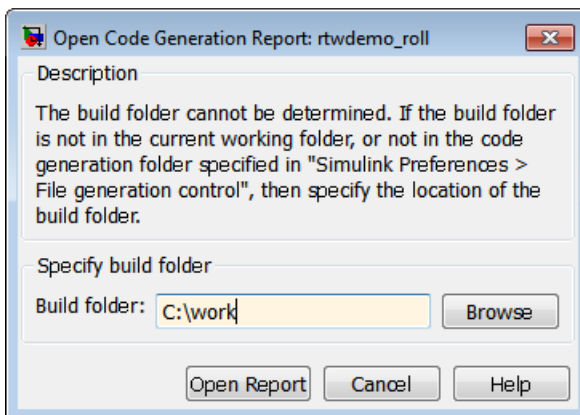 Open Code Generation Report: rtwdemo_roll
Description
The build folder cannot be determined. If the build folder
is not in the current working folder, or not in the code
generation folder specified in "Simulink Preferences >
File generation control", then specify the location of the
build folder.
Specify build folder
Build folder: C:\work Browse
Open Report Cancel Help